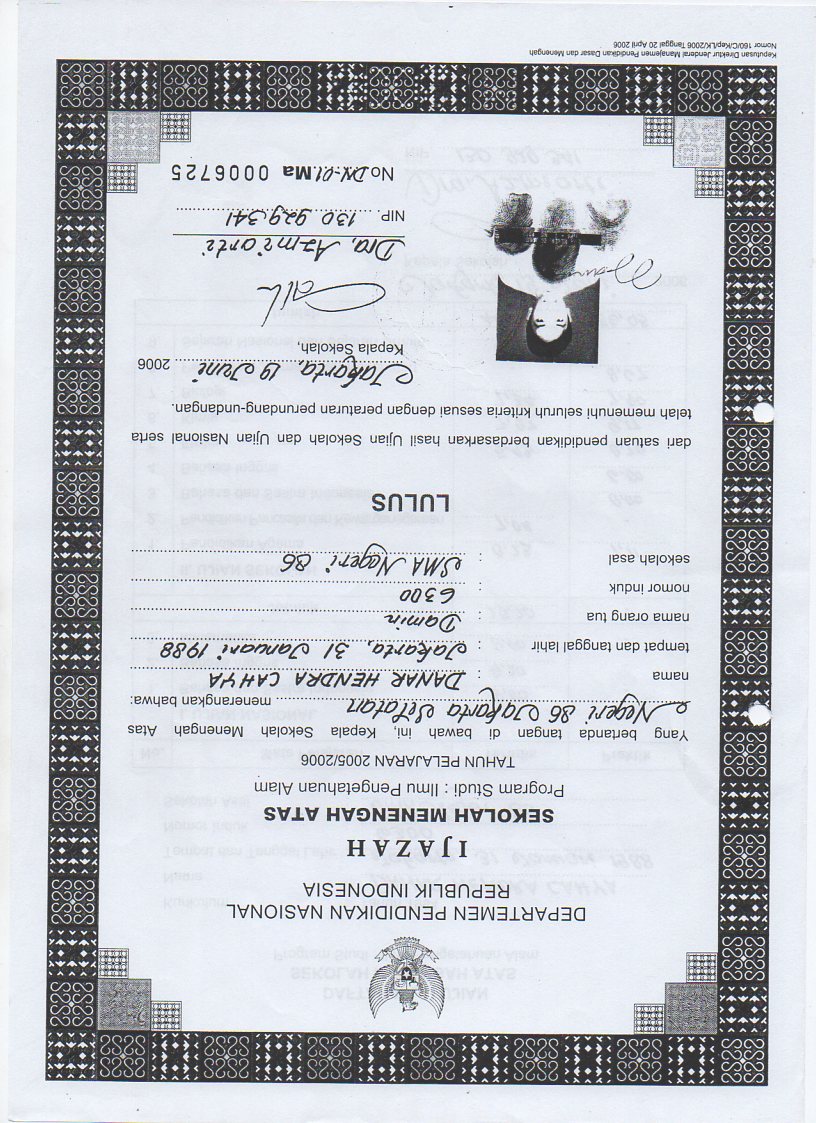 DEPARTEMEN PENDIDIKAN NASIONAL
REPUBLIK INDONESIA
IJAZAH
SEKOLAH MENENGAH ATAS
Program Studi : Ilmu Pengetahuan Alam
TAHUN PELAJARAN 2005/2006
Yang bertanda tangan di bawah ini, Kepala Sekolah Menengah Atas
Negeri 86 Jakarta Selatan menerangkan bahwa:
nama : DANAR HENDRA CAHYA
tempat dan tanggal lahir : Jakarta, 31 Januari 1988
nama orang tua : Damin
nomor induk : 6300
sekolah asal : SMA Negeri 86
LULUS
dari satuan pendidikan berdasarkan hasil Ujian Sekolah dan Ujian Nasional serta
telah memenuhi seluruh kriteria sesuai dengan peraturan perundang-undangan.
Jakarta, 19 Juni 2006
Kepala Sekolah,
Dra. Azmiarti
NIP. 130 929 341
No. DN-01 Ma 0006725
Keputusan Direktur Jenderal Manajemen Pendidikan Dasar dan Menengah
Nomor 160/C/Kep/LK/2006 Tanggal 20 April 2006